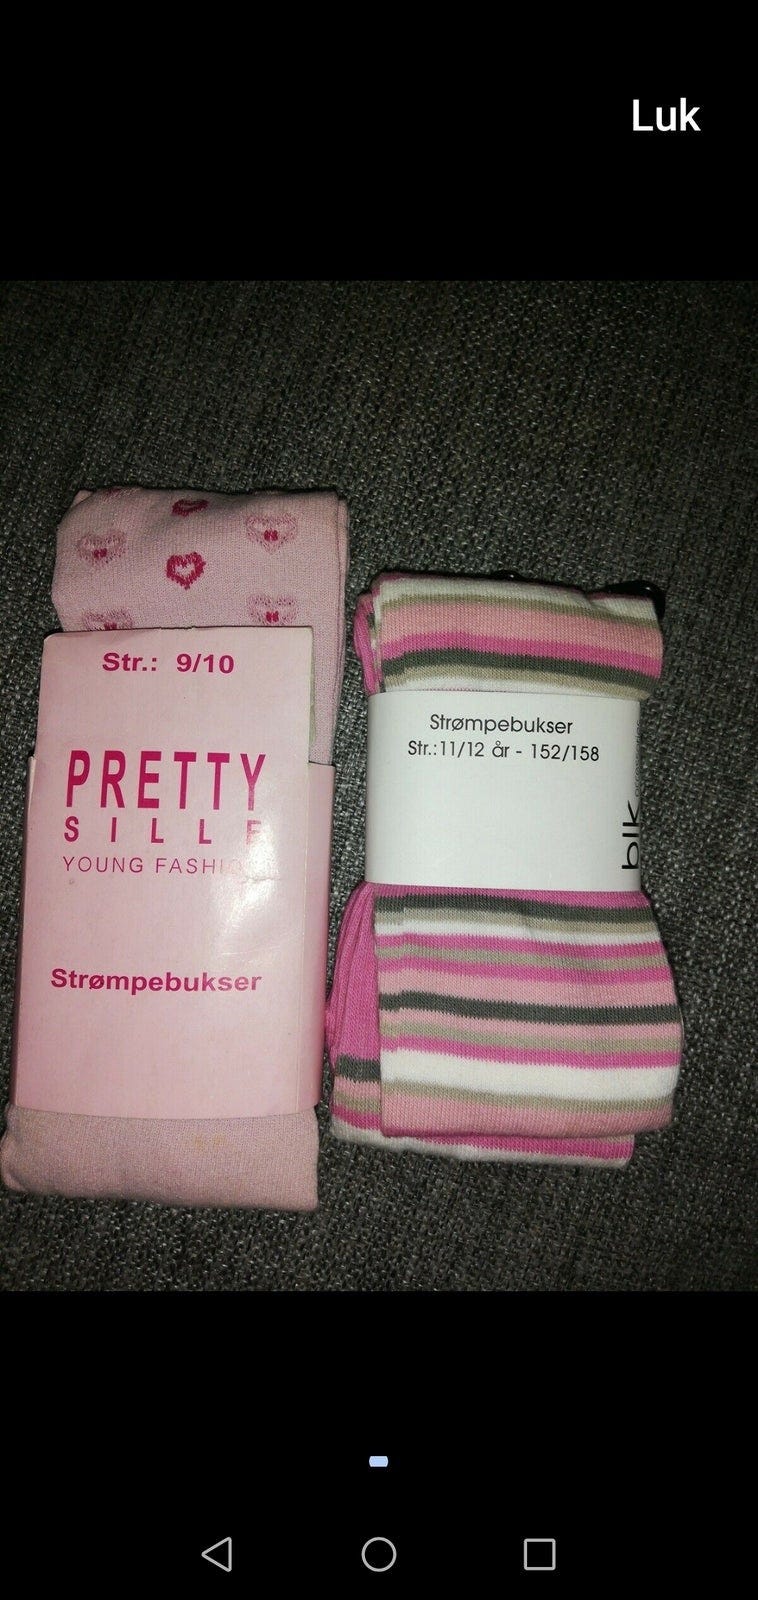 Luk
Str.: 9/10
PRETTY
SILLE
YOUNG FASHION
Strømpebukser
Strømpebukser
Str.:11/12 år - 152/158
blk